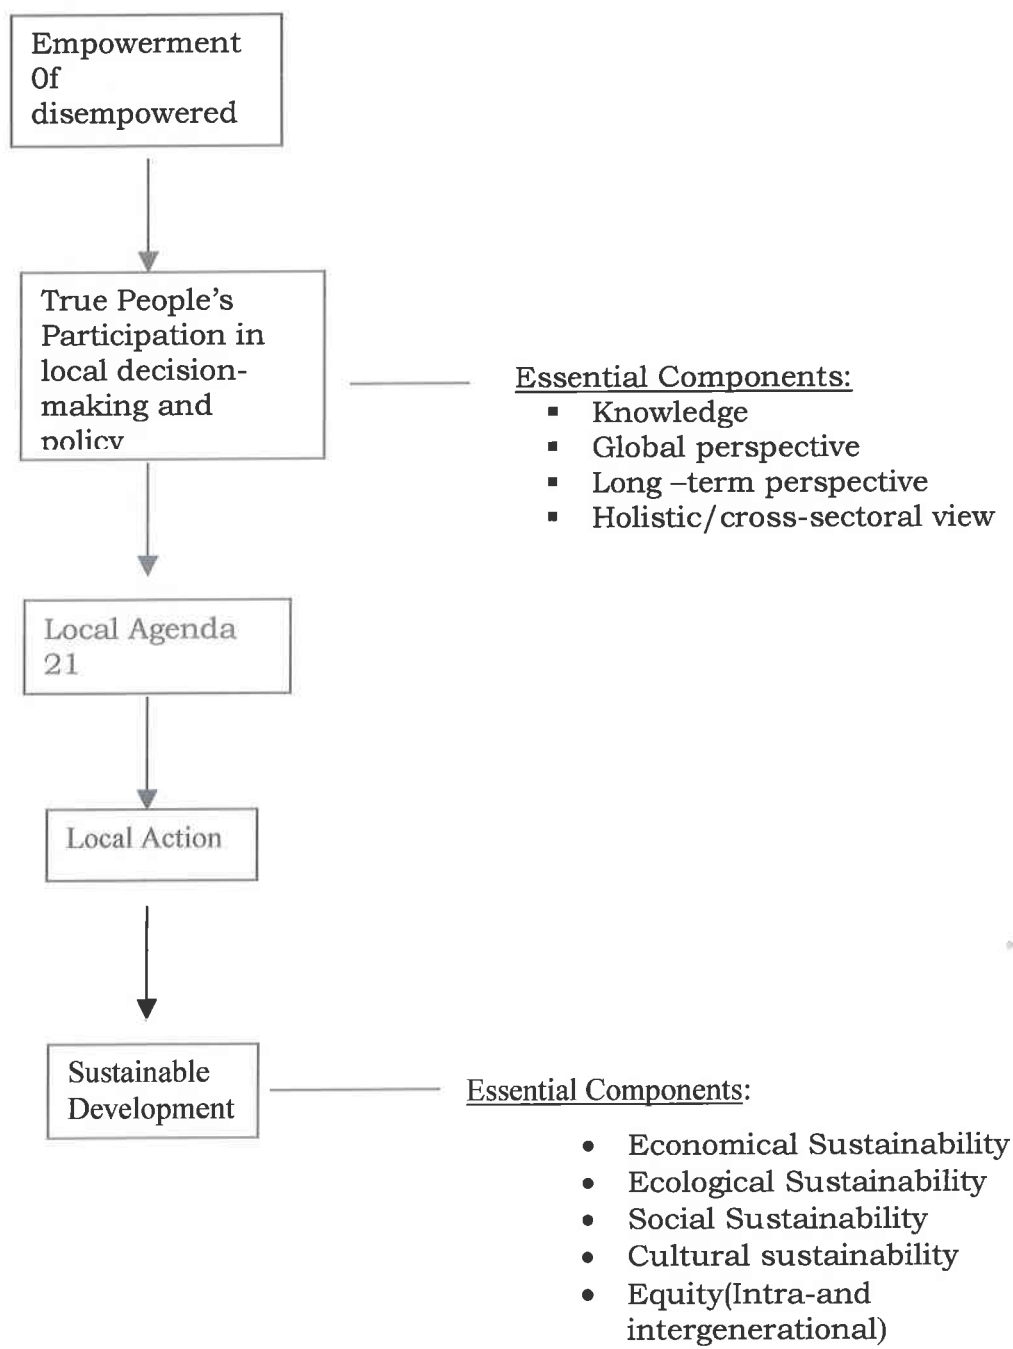 Empowerment
0f
disempowered
True People's
Participation in
local decision-
making and
policy
Essential Components:
▪ Knowledge
▪ Global perspective
▪ Long –term perspective
▪ Holistic/cross-sectoral view
Local Agenda
21
Local Action
Sustainable
Development
Essential Components:
• Economical Sustainability
• Ecological Sustainability
• Social Sustainability
• Cultural sustainability
• Equity(Intra-and
intergenerational)